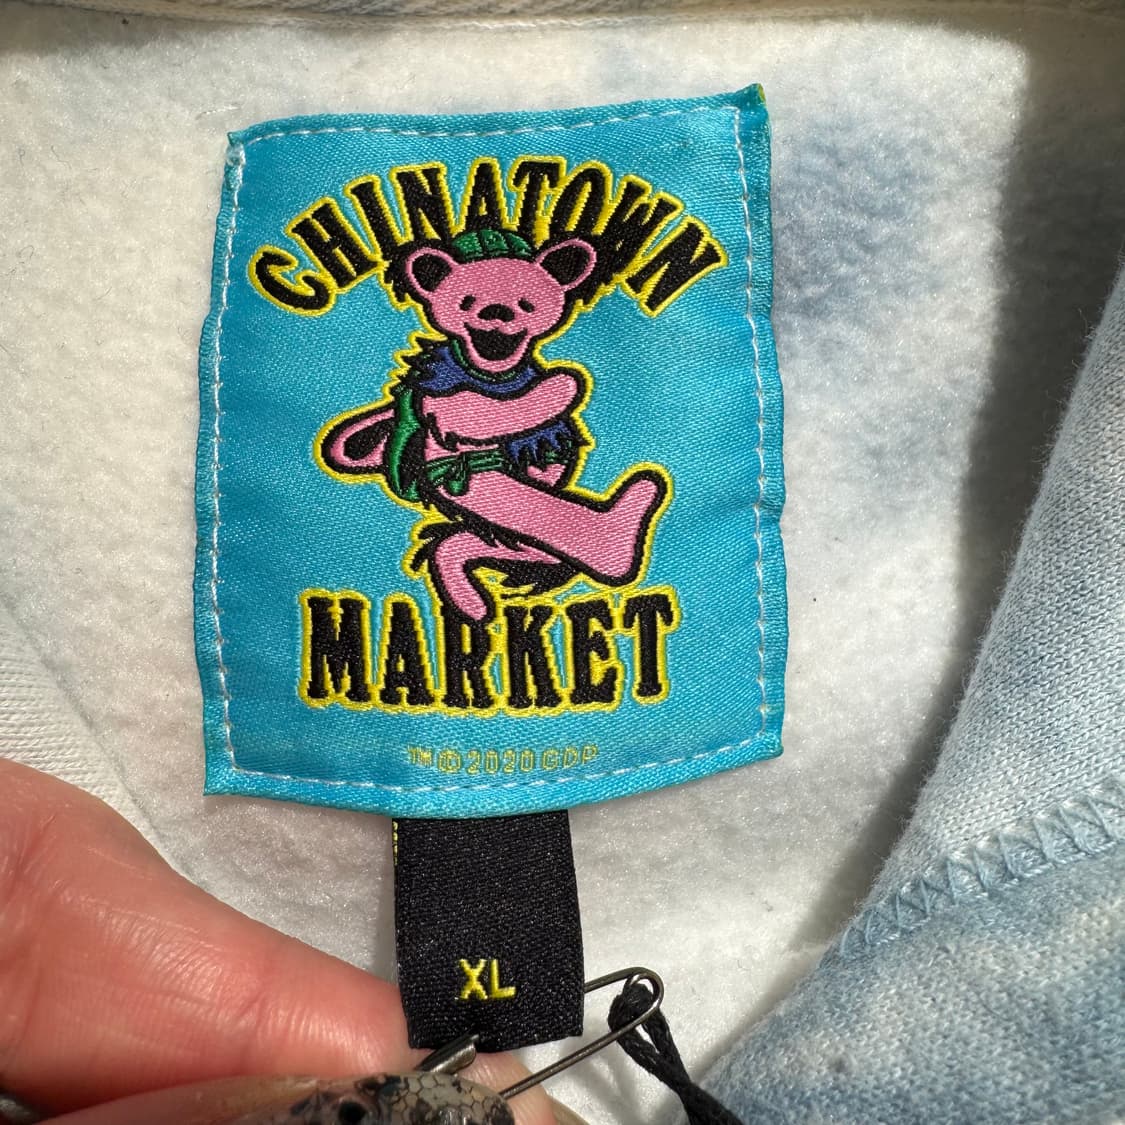 CHINATOWN
MARKET
™ © 2020 GDP
XL